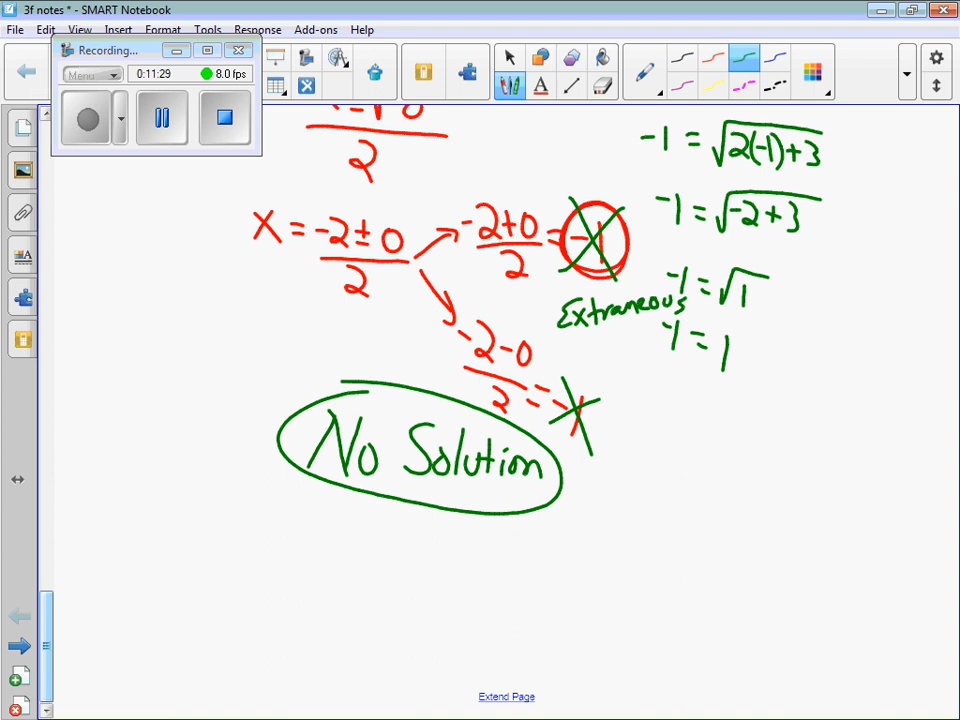 3f notes * - SMART Notebook
File Edit View Insert Format Tools Response Add-ons Help
Recording...
Menu 0:11:29 8.0 fps
2
x = -2 ± 0 / 2
-2+0 / 2 = -1
-2-0 / 2 = -1
-1 = √2(-1)+3
-1 = √-2+3
-1 = √1
Extraneous
-1 = 1
No Solution
Extend Page